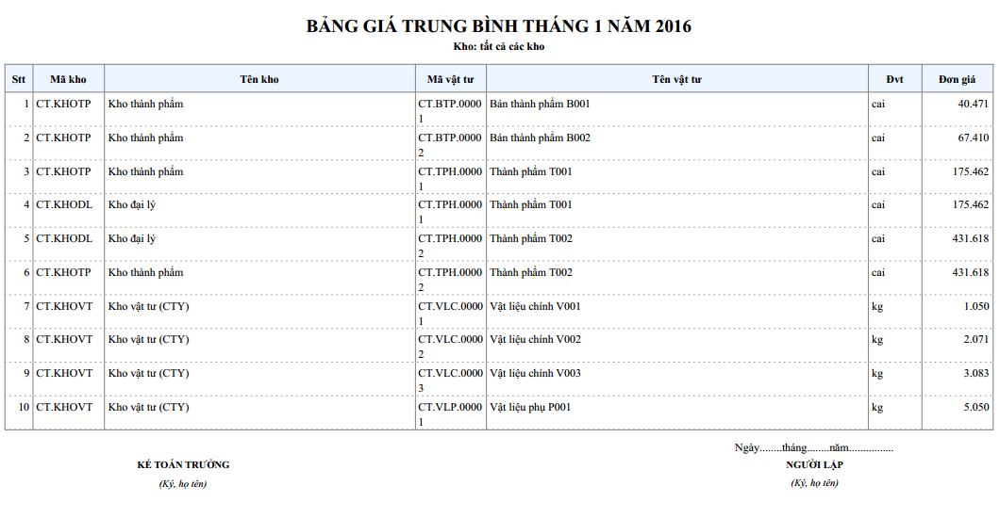 BẢNG GIÁ TRUNG BÌNH THÁNG 1 NĂM 2016
Kho: tất cả các kho
Stt Mã kho Tên kho Mã vật tư Tên vật tư Đvt Đơn giá
1 CT.KHOTP Kho thành phẩm CT.BTP.0000 Bán thành phẩm B001 cai 40.471
1
2 CT.KHOTP Kho thành phẩm CT.BTP.0000 Bán thành phẩm B002 cai 67.410
2
3 CT.KHOTP Kho thành phẩm CT.TPH.0000 Thành phẩm T001 cai 175.462
1
4 CT.KHODL Kho đại lý CT.TPH.0000 Thành phẩm T001 cai 175.462
1
5 CT.KHODL Kho đại lý CT.TPH.0000 Thành phẩm T002 cai 431.618
2
6 CT.KHOTP Kho thành phẩm CT.TPH.0000 Thành phẩm T002 cai 431.618
2
7 CT.KHOVT Kho vật tư (CTY) CT.VLC.0000 Vật liệu chính V001 kg 1.050
1
8 CT.KHOVT Kho vật tư (CTY) CT.VLC.0000 Vật liệu chính V002 kg 2.071
2
9 CT.KHOVT Kho vật tư (CTY) CT.VLC.0000 Vật liệu chính V003 kg 3.083
3
10 CT.KHOVT Kho vật tư (CTY) CT.VLP.0000 Vật liệu phụ P001 kg 5.050
1
Ngày........tháng........năm................
KẾ TOÁN TRƯỞNG NGƯỜI LẬP
(Ký, họ tên) (Ký, họ tên)